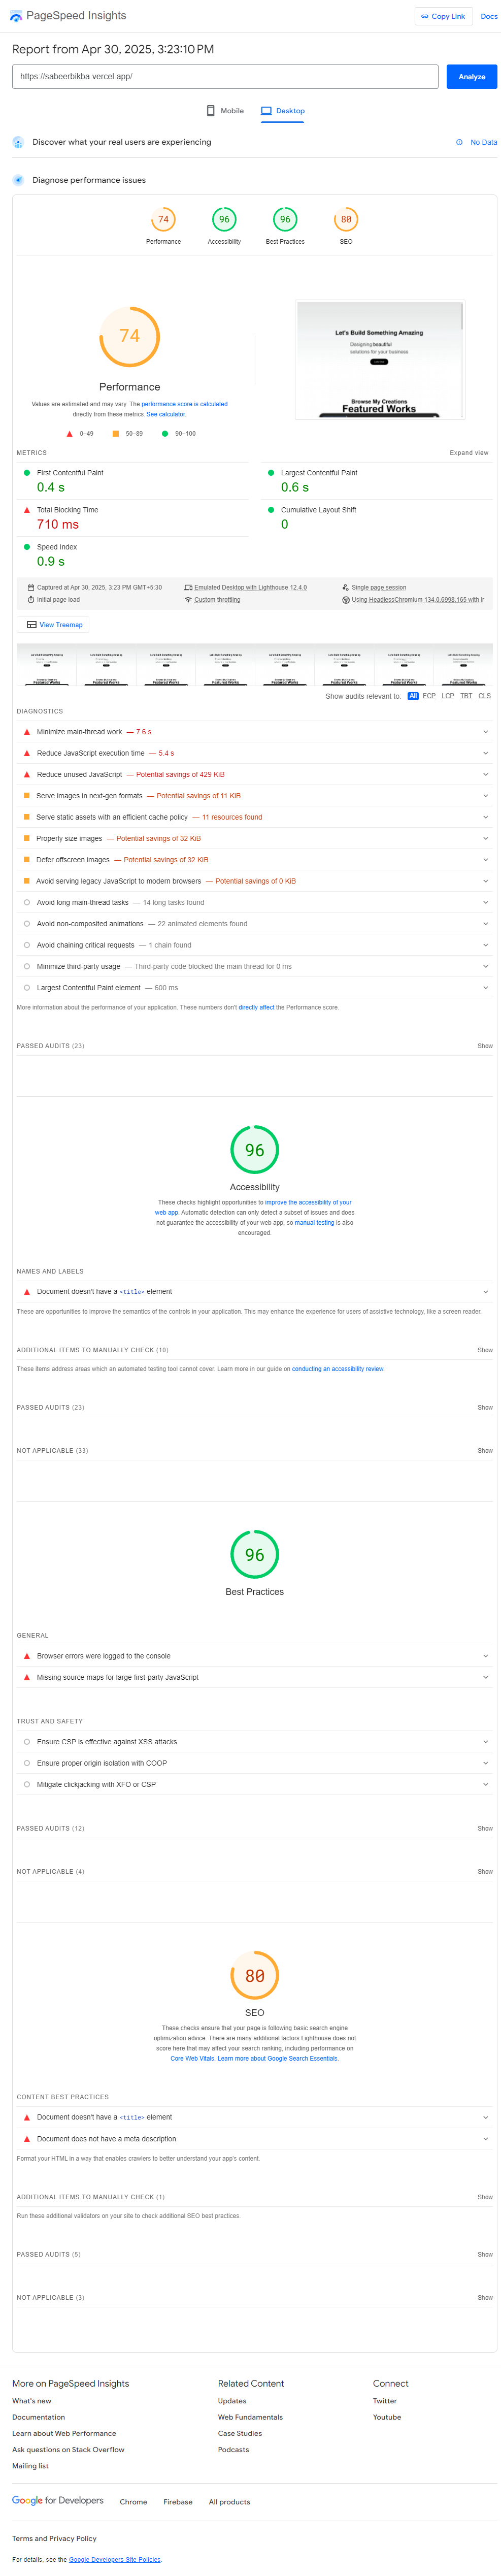 PageSpeed Insights
Copy Link
Docs
Report from Apr 30, 2025, 3:23:10 PM
https://sabeerbikba.vercel.app/
Analyze
Mobile
Desktop
Discover what your real users are experiencing
No Data
Diagnose performance issues
74
96
96
80
Performance
Accessibility
Best Practices
SEO
74
Performance
Values are estimated and may vary. The performance score is calculated
directly from these metrics. See calculator.
0–49
50–89
90–100
Let's Build Something Amazing
Designing beautiful
solutions for your business
Browse My Creations
Featured Works
METRICS
Expand view
First Contentful Paint
0.4 s
Largest Contentful Paint
0.6 s
Total Blocking Time
710 ms
Cumulative Layout Shift
0
Speed Index
0.9 s
Captured at Apr 30, 2025, 3:23 PM GMT+5:30
Emulated Desktop with Lighthouse 12.4.0
Single page session
Initial page load
Custom throttling
Using HeadlessChromium 134.0.6998.165 with lr
View Treemap
Show audits relevant to:
All
FCP
LCP
TBT
CLS
DIAGNOSTICS
Minimize main-thread work — 7.6 s
Reduce JavaScript execution time — 5.4 s
Reduce unused JavaScript — Potential savings of 429 KiB
Serve images in next-gen formats — Potential savings of 11 KiB
Serve static assets with an efficient cache policy — 11 resources found
Properly size images — Potential savings of 32 KiB
Defer offscreen images — Potential savings of 32 KiB
Avoid serving legacy JavaScript to modern browsers — Potential savings of 0 KiB
Avoid long main-thread tasks — 14 long tasks found
Avoid non-composited animations — 22 animated elements found
Avoid chaining critical requests — 1 chain found
Minimize third-party usage — Third-party code blocked the main thread for 0 ms
Largest Contentful Paint element — 600 ms
More information about the performance of your application. These numbers don't directly affect the Performance score.
PASSED AUDITS (23)
Show
96
Accessibility
These checks highlight opportunities to improve the accessibility of your
web app. Automatic detection can only detect a subset of issues and does
not guarantee the accessibility of your web app, so manual testing is also
encouraged.
NAMES AND LABELS
Document doesn't have a <title> element
These are opportunities to improve the semantics of the controls in your application. This may enhance the experience for users of assistive technology, like a screen reader.
ADDITIONAL ITEMS TO MANUALLY CHECK (10)
Show
These items address areas which an automated testing tool cannot cover. Learn more in our guide on conducting an accessibility review.
PASSED AUDITS (23)
Show
NOT APPLICABLE (33)
Show
96
Best Practices
GENERAL
Browser errors were logged to the console
Missing source maps for large first-party JavaScript
TRUST AND SAFETY
Ensure CSP is effective against XSS attacks
Ensure proper origin isolation with COOP
Mitigate clickjacking with XFO or CSP
PASSED AUDITS (12)
Show
NOT APPLICABLE (4)
Show
80
SEO
These checks ensure that your page is following basic search engine
optimization advice. There are many additional factors Lighthouse does not
score here that may affect your search ranking, including performance on
Core Web Vitals. Learn more about Google Search Essentials.
CONTENT BEST PRACTICES
Document doesn't have a <title> element
Document does not have a meta description
Format your HTML in a way that enables crawlers to better understand your app's content.
ADDITIONAL ITEMS TO MANUALLY CHECK (1)
Show
Run these additional validators on your site to check additional SEO best practices.
PASSED AUDITS (5)
Show
NOT APPLICABLE (3)
Show
More on PageSpeed Insights
What's new
Documentation
Learn about Web Performance
Ask questions on Stack Overflow
Mailing list
Related Content
Updates
Web Fundamentals
Case Studies
Podcasts
Connect
Twitter
Youtube
Google for Developers
Chrome
Firebase
All products
Terms and Privacy Policy
For details, see the Google Developers Site Policies.